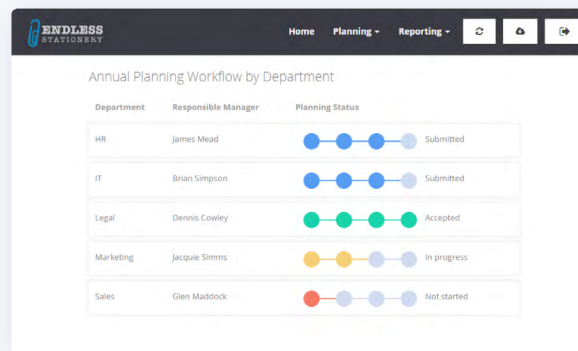 ENDLESS
STATIONERY
Home Planning Reporting
Annual Planning Workflow by Department
Department Responsible Manager Planning Status
HR James Mead Submitted
IT Brian Simpson Submitted
Legal Dennis Cowley Accepted
Marketing Jacquie Simms In progress
Sales Glen Maddock Not started